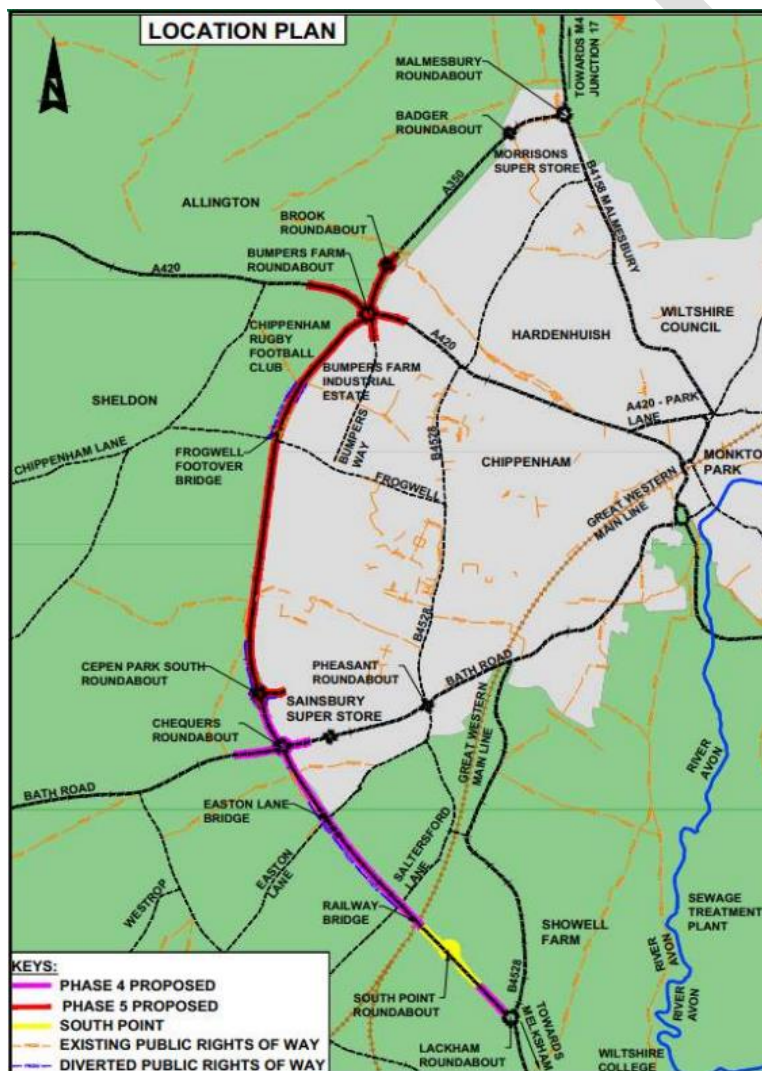 LOCATION PLAN
N
TOWARDS M4
JUNCTION 17
MALMESBURY
ROUNDABOUT
BADGER
ROUNDABOUT
MORRISONS
SUPER STORE
A350
B4158 MALMESBURY
ALLINGTON
BROOK
ROUNDABOUT
BUMPERS FARM
ROUNDABOUT
A420
CHIPPENHAM
RUGBY
FOOTBALL
CLUB
A420
HARDENHUISH
WILTSHIRE
COUNCIL
BUMPERS FARM
INDUSTRIAL
ESTATE
SHELDON
A420 - PARK
LANE
CHIPPENHAM LANE
FROGWELL
FOOTOVER
BRIDGE
BUMPERS
WAY
B4528
FROGWELL
CHIPPENHAM
MONKTO
PARK
GREAT WESTERN
MAIN LINE
B4528
CEPEN PARK SOUTH
ROUNDABOUT
PHEASANT
ROUNDABOUT
BATH ROAD
SAINSBURY
SUPER STORE
CHEQUERS
ROUNDABOUT
GREAT WESTERN
MAIN LINE
RIVER
AVON
BATH ROAD
EASTON LANE
BRIDGE
EASTON
LANE
SALTERSFORD
LANE
WESTROP
RAILWAY
BRIDGE
SHOWELL
FARM
SEWAGE
TREATMENT
PLANT
RIVER
AVON
B4528
SOUTH POINT
ROUNDABOUT
RIVER
AVON
LACKHAM
ROUNDABOUT
TOWARDS
MELKSHAM
WILTSHIRE
COLLEGE
KEYS:
PHASE 4 PROPOSED
PHASE 5 PROPOSED
SOUTH POINT
EXISTING PUBLIC RIGHTS OF WAY
DIVERTED PUBLIC RIGHTS OF WAY